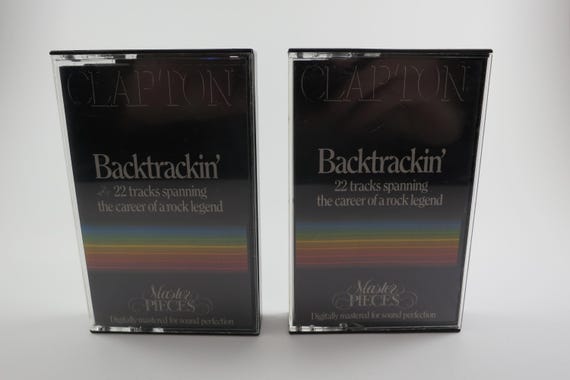 CLAPTON
Backtrackin'
22 tracks spanning
the career of a rock legend
Master
PIECES
Digitally mastered for sound perfection
CLAPTON
Backtrackin'
22 tracks spanning
the career of a rock legend
Master
PIECES
Digitally mastered for sound perfection